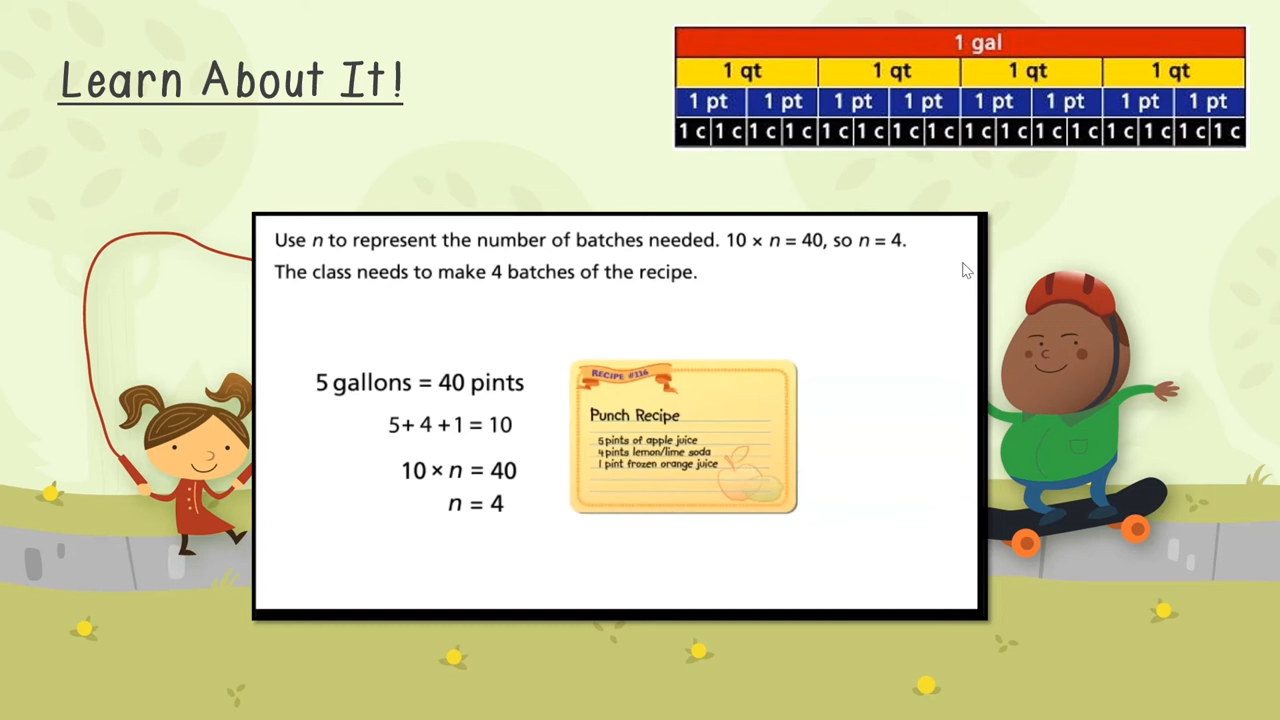 Learn About It!
1 gal
1 qt 1 qt 1 qt 1 qt
1 pt 1 pt 1 pt 1 pt 1 pt 1 pt 1 pt 1 pt
1 c 1 c 1 c 1 c 1 c 1 c 1 c 1 c 1 c 1 c 1 c 1 c 1 c 1 c 1 c 1 c
Use n to represent the number of batches needed. 10 × n = 40, so n = 4.
The class needs to make 4 batches of the recipe.
5 gallons = 40 pints
5+ 4 +1 = 10
10 × n = 40
n = 4
RECIPE #116
Punch Recipe
5 pints of apple juice
4 pints lemon/lime soda
1 pint frozen orange juice